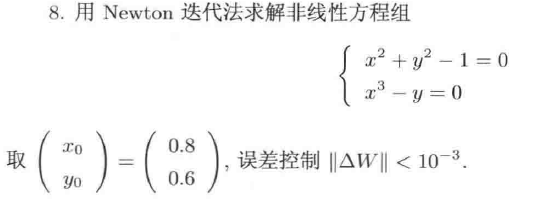 8. 用 Newton 迭代法求解非线性方程组
{ x² + y² − 1 = 0
x³ − y = 0
取 ( x₀ y₀ ) = ( 0.8 0.6 ), 误差控制 ‖ΔW‖ < 10⁻³.